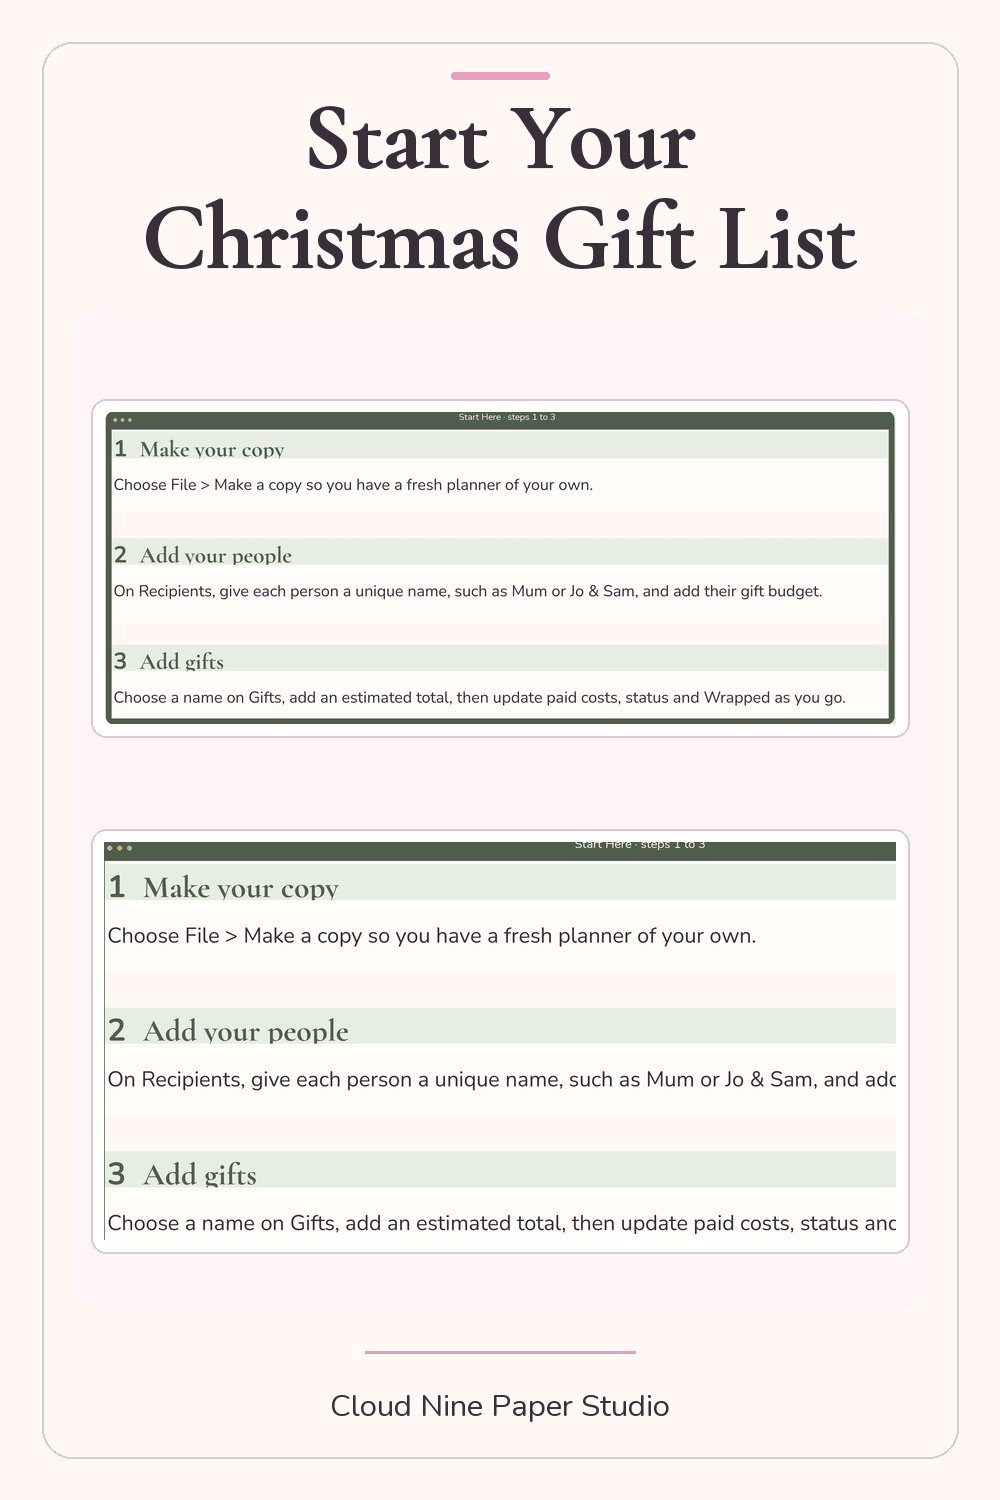 Start Your
Christmas Gift List
Start Here · steps 1 to 3
1 Make your copy
Choose File > Make a copy so you have a fresh planner of your own.
2 Add your people
On Recipients, give each person a unique name, such as Mum or Jo & Sam, and add their gift budget.
3 Add gifts
Choose a name on Gifts, add an estimated total, then update paid costs, status and Wrapped as you go.
Start Here · steps 1 to 3
1 Make your copy
Choose File > Make a copy so you have a fresh planner of your own.
2 Add your people
On Recipients, give each person a unique name, such as Mum or Jo & Sam, and add
3 Add gifts
Choose a name on Gifts, add an estimated total, then update paid costs, status and
Cloud Nine Paper Studio